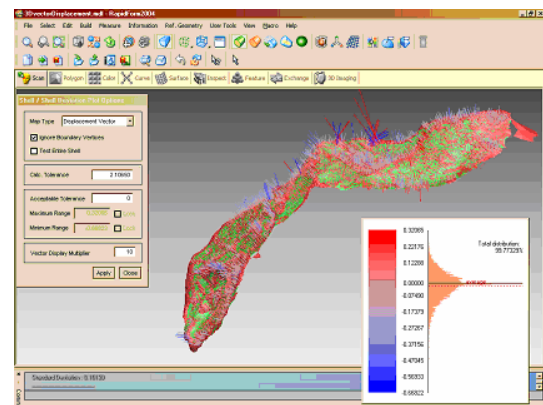 3DvectorDisplacement.mdl - RapidForm2004
File Select Edit Build Measure Information Ref. Geometry User Tools View Macro Help
Scan Polygon Color Curve Surface Inspect Feature Exchange 3D Imaging
Shell / Shell Deviation Plot Options
Map Type Displacement Vector
Ignore Boundary Vertices
Test Entire Shell
Calc. Tolerance 2.10660
Acceptable Tolerance 0
Maximum Range
Minimum Range
Vector Display Multiplier 10
Apply Close
0.32065
0.22176
0.12288
0.00000
-0.07490
-0.17379
-0.27267
-0.37156
-0.47045
-0.56933
-0.66822
Total distribution:
99.77329%
average
Standard Deviation: